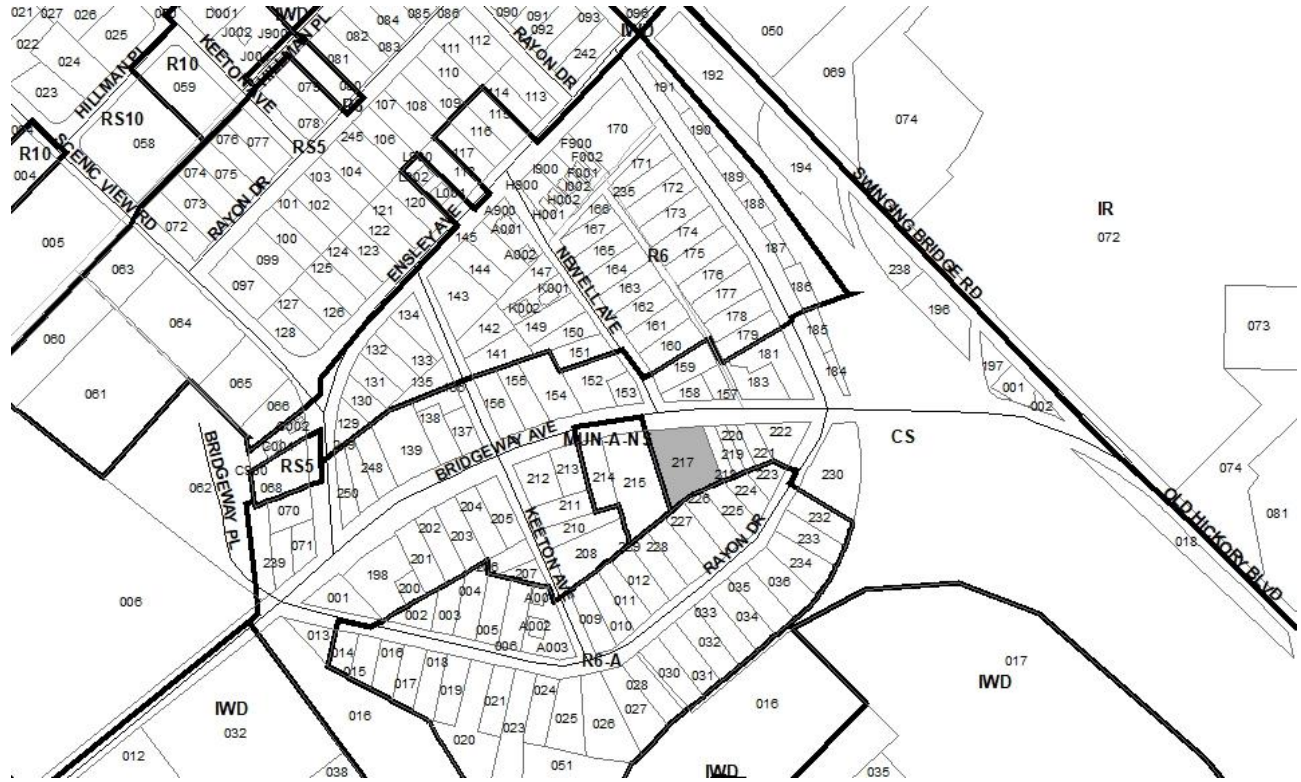 021 027 026 D001 IWD 085 086 090 091 093 096
022 025 J002 J900 HILLMAN PL 084 092 IWD 050
024 HILLMAN PL KEETON AVE 082 083 111 112 RAYON DR 242
R10 081 069
059 079 110 192
023 107 108 109 114 113 191 074
RS10 078 115 170 190
058 076 077 RS5 245 106 116 F900
R10 SCENIC VIEW RD 117 F002
004 074 075 103 104 I900 F001 171 194
073 RAYON DR 101 102 H900 I002 235 172 189 SWINGING BRIDGE RD
072 121 120 L001 A900 H002 H001 166 173 188 IR
005 100 122 ENSLEY AVE A001 167 174 072
063 099 124 123 145 A002 165 R6 175 187
097 125 144 147 NEWELL AVE 164 176 238
127 126 143 K001 163 177 186
064 128 134 K002 162 178 196
060 142 149 150 161 179 185 073
132 133 141 151 160 181
065 131 135 155 152 159 183 184 197
061 066 130 156 154 153 158 157 001
129 138 137 002
BRIDGEWAY PL RS5 139 BRIDGEWAY AVE MUN-A-NS 220 222 CS
062 068 248 212 213 214 215 217 219 221 230 074
250 223 OLD HICKORY BLVD
070 204 205 211 226 224 081
071 202 203 210 227 225 232 018
239 201 KEETON AVE 208 228 RAYON DR 233
198 207 234
006 001 200 004 012 035 036
002 003 005 A002 009 011 033 034
013 006 A003 010 032
014 016 R6-A 017
015 017 018 028 030 031 IWD
IWD 019 021 024 027 016
032 016 023 025 026
012 020 051
038 IWD 035